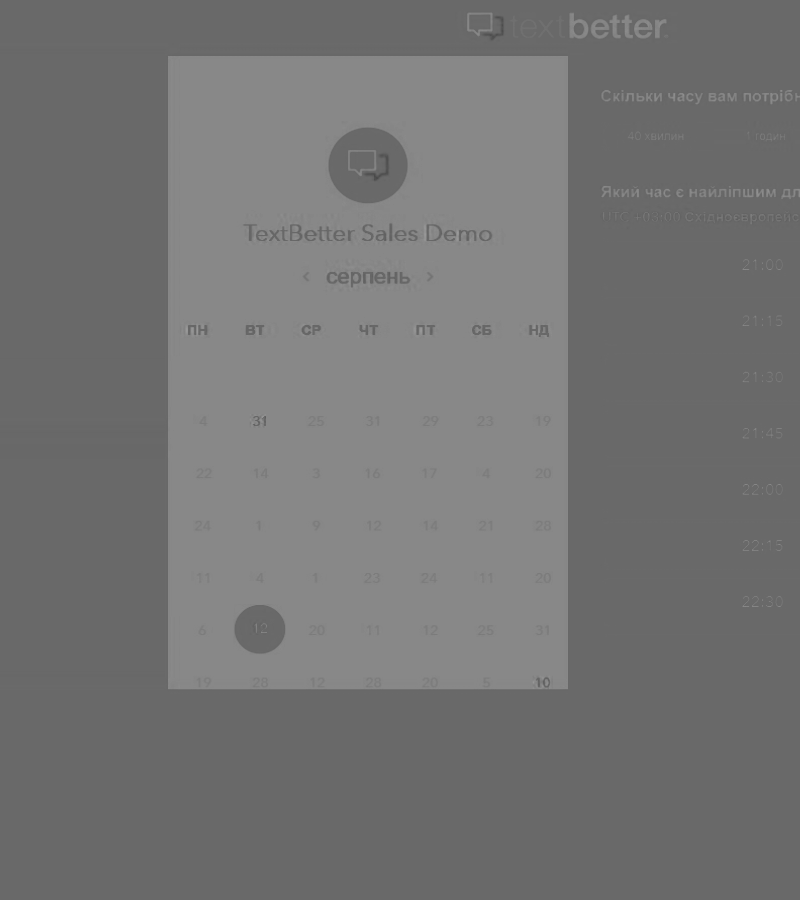 textbetter
TextBetter Sales Demo
< серпень >
ПН ВТ СР ЧТ ПТ СБ НД
4 31 25 31 29 23 19
22 14 3 16 17 4 20
24 1 9 12 14 21 28
11 4 1 23 24 11 20
6 12 20 11 12 25 31
19 28 12 28 20 5 10
Скільки часу вам потріб
40 хвилин 1 годин
Який час є найліпшим дл
UTC +03:00 Східноєвропейс
21:00
21:15
21:30
21:45
22:00
22:15
22:30